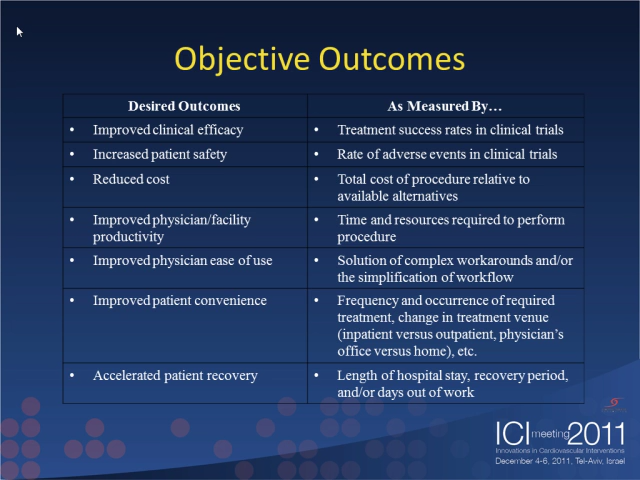 Objective Outcomes
Desired Outcomes
As Measured By…
• Improved clinical efficacy
• Treatment success rates in clinical trials
• Increased patient safety
• Rate of adverse events in clinical trials
• Reduced cost
• Total cost of procedure relative to
available alternatives
• Improved physician/facility
productivity
• Time and resources required to perform
procedure
• Improved physician ease of use
• Solution of complex workarounds and/or
the simplification of workflow
• Improved patient convenience
• Frequency and occurrence of required
treatment, change in treatment venue
(inpatient versus outpatient, physician’s
office versus home), etc.
• Accelerated patient recovery
• Length of hospital stay, recovery period,
and/or days out of work
ICI meeting 2011
Innovations in Cardiovascular Interventions
December 4-6, 2011, Tel-Aviv, Israel